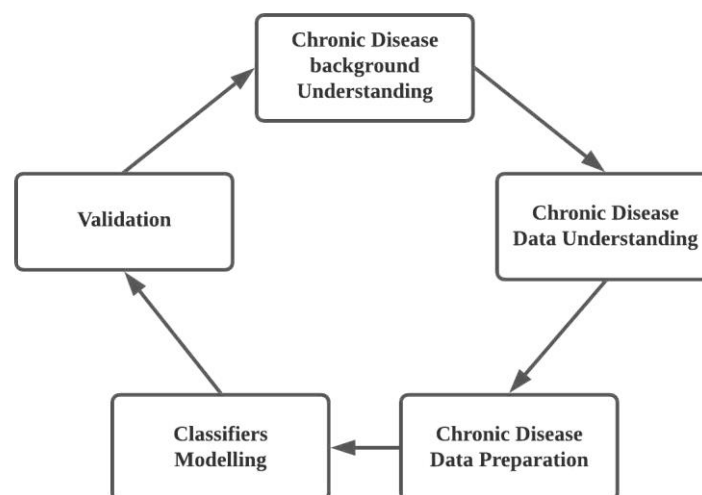 Chronic Disease
background
Understanding
Validation
Chronic Disease
Data Understanding
Classifiers
Modelling
Chronic Disease
Data Preparation